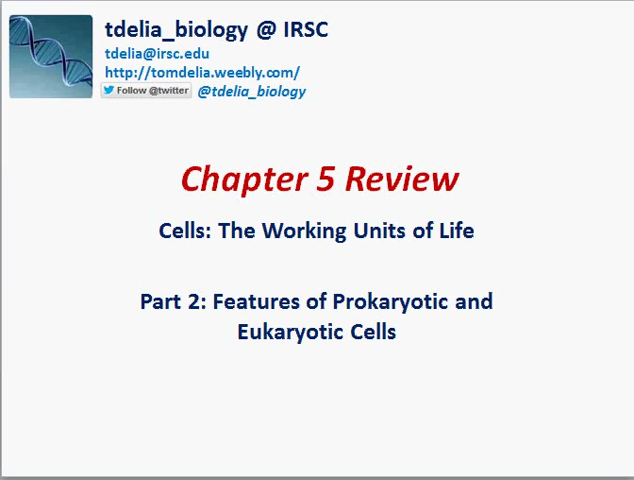 tdelia_biology @ IRSC
tdelia@irsc.edu
http://tomdelia.weebly.com/
Follow @twitter @tdelia_biology
Chapter 5 Review
Cells: The Working Units of Life
Part 2: Features of Prokaryotic and
Eukaryotic Cells